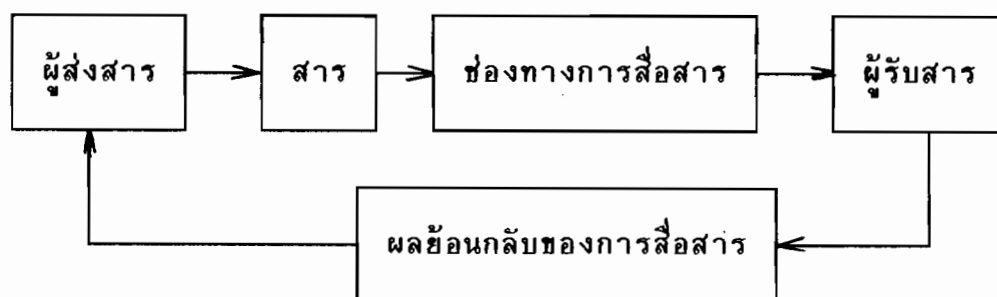 ผู้ส่งสาร
สาร
ช่องทางการสื่อสาร
ผู้รับสาร
ผลย้อนกลับของการสื่อสาร